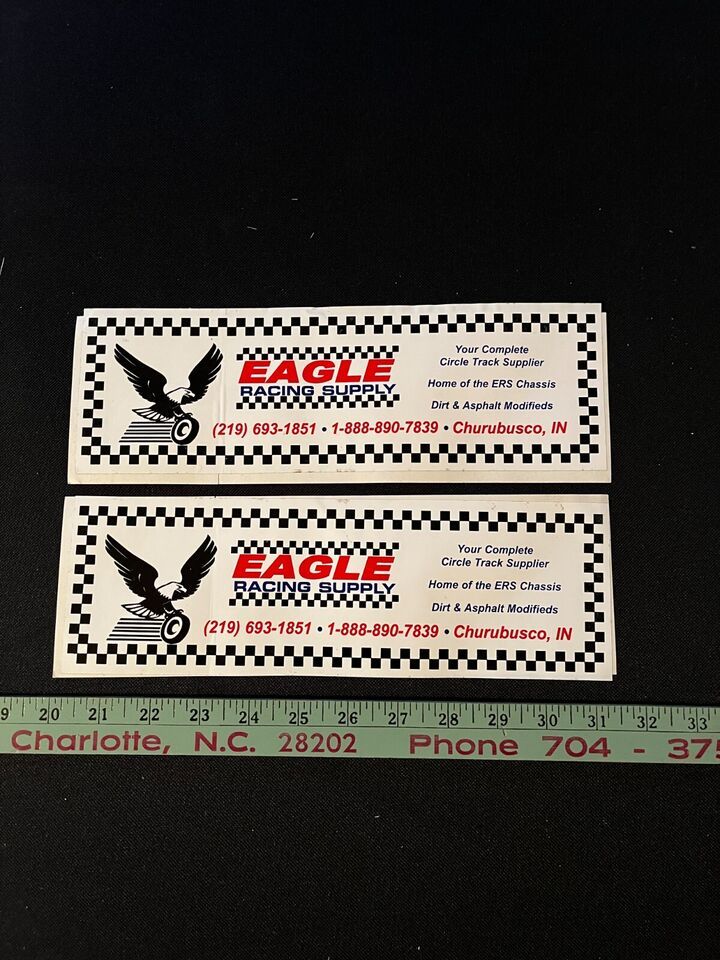 EAGLE
RACING SUPPLY
Your Complete
Circle Track Supplier
Home of the ERS Chassis
Dirt & Asphalt Modifieds
(219) 693-1851 • 1-888-890-7839 • Churubusco, IN
EAGLE
RACING SUPPLY
Your Complete
Circle Track Supplier
Home of the ERS Chassis
Dirt & Asphalt Modifieds
(219) 693-1851 • 1-888-890-7839 • Churubusco, IN
9 20 21 22 23 24 25 26 27 28 29 30 31 32 33
Charlotte, N.C. 28202 Phone 704 - 375